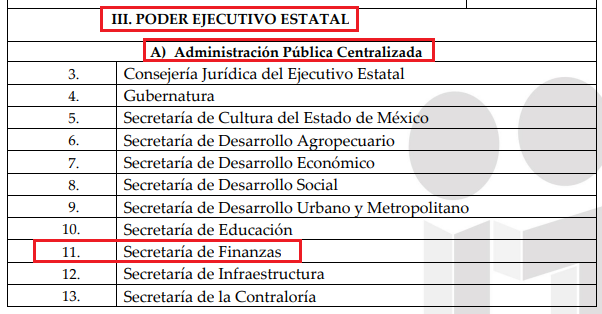 III. PODER EJECUTIVO ESTATAL
A) Administración Pública Centralizada
3. Consejería Jurídica del Ejecutivo Estatal
4. Gubernatura
5. Secretaría de Cultura del Estado de México
6. Secretaría de Desarrollo Agropecuario
7. Secretaría de Desarrollo Económico
8. Secretaría de Desarrollo Social
9. Secretaría de Desarrollo Urbano y Metropolitano
10. Secretaría de Educación
11. Secretaría de Finanzas
12. Secretaría de Infraestructura
13. Secretaría de la Contraloría